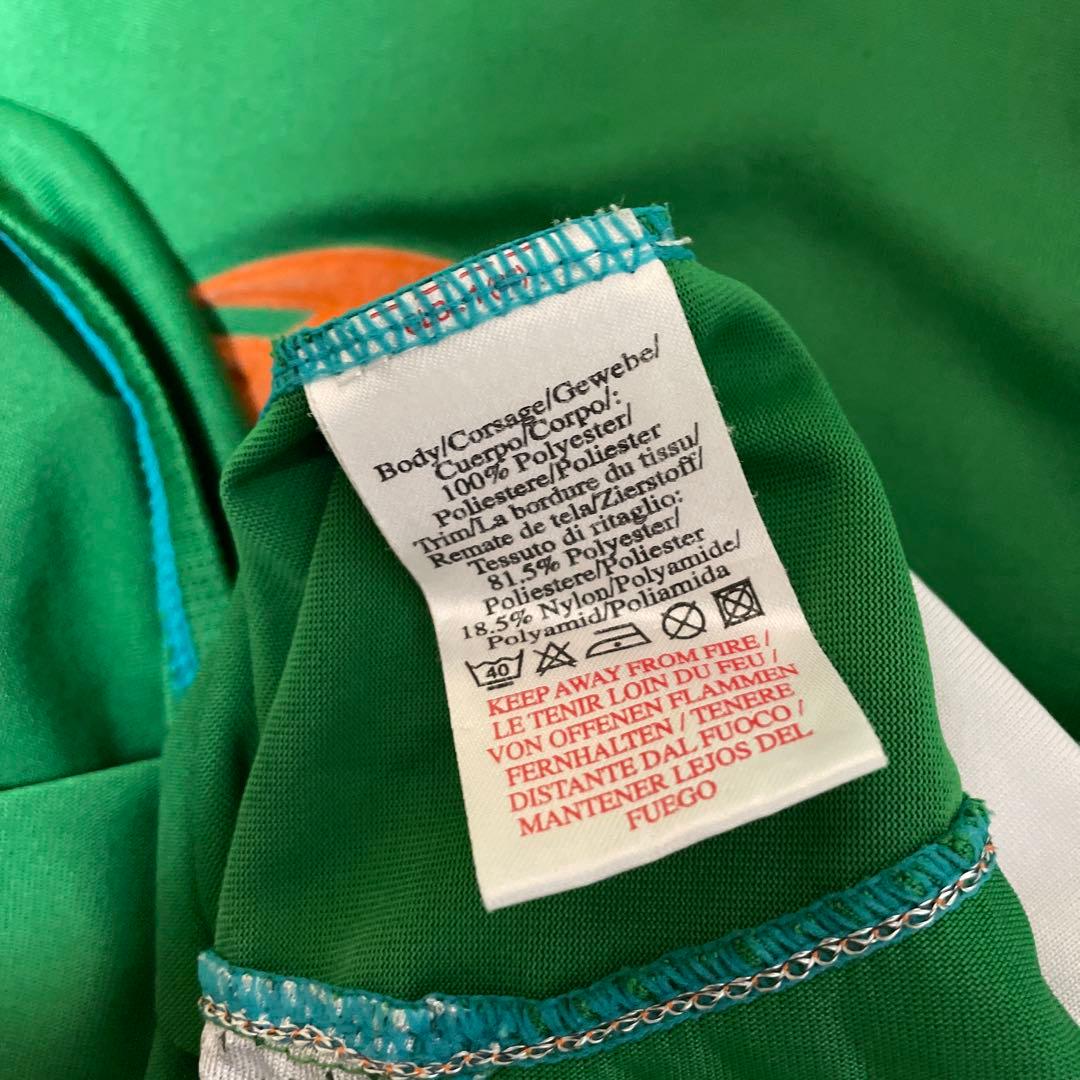 Body/Corsage/Gewebe/
Cuerpo/Corpo/:
100% Polyester/
Poliestere/Poliester
Trim/La bordure du tissu/
Remate de tela/Zierstoff/
Tessuto di ritaglio:
81.5% Polyester/
Poliestere/Poliester
18.5% Nylon/Polyamide/
Polyamid/Poliamida
40
KEEP AWAY FROM FIRE /
LE TENIR LOIN DU FEU /
VON OFFENEN FLAMMEN
FERNHALTEN / TENERE
DISTANTE DAL FUOCO /
MANTENER LEJOS DEL
FUEGO